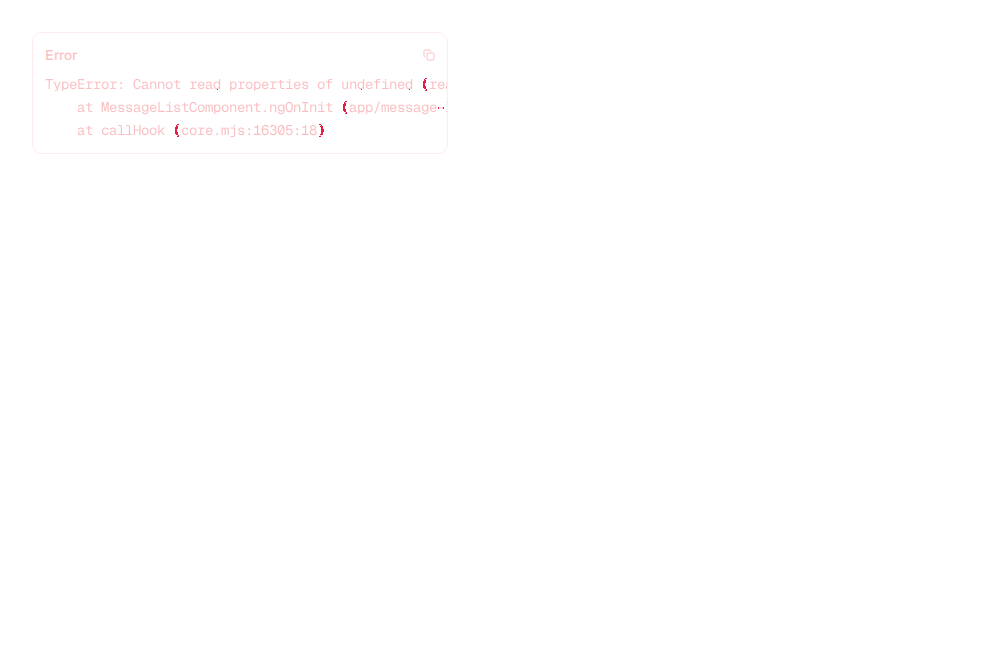 Error
TypeError: Cannot read properties of undefined (rea
    at MessageListComponent.ngOnInit (app/message-
    at callHook (core.mjs:16305:18)